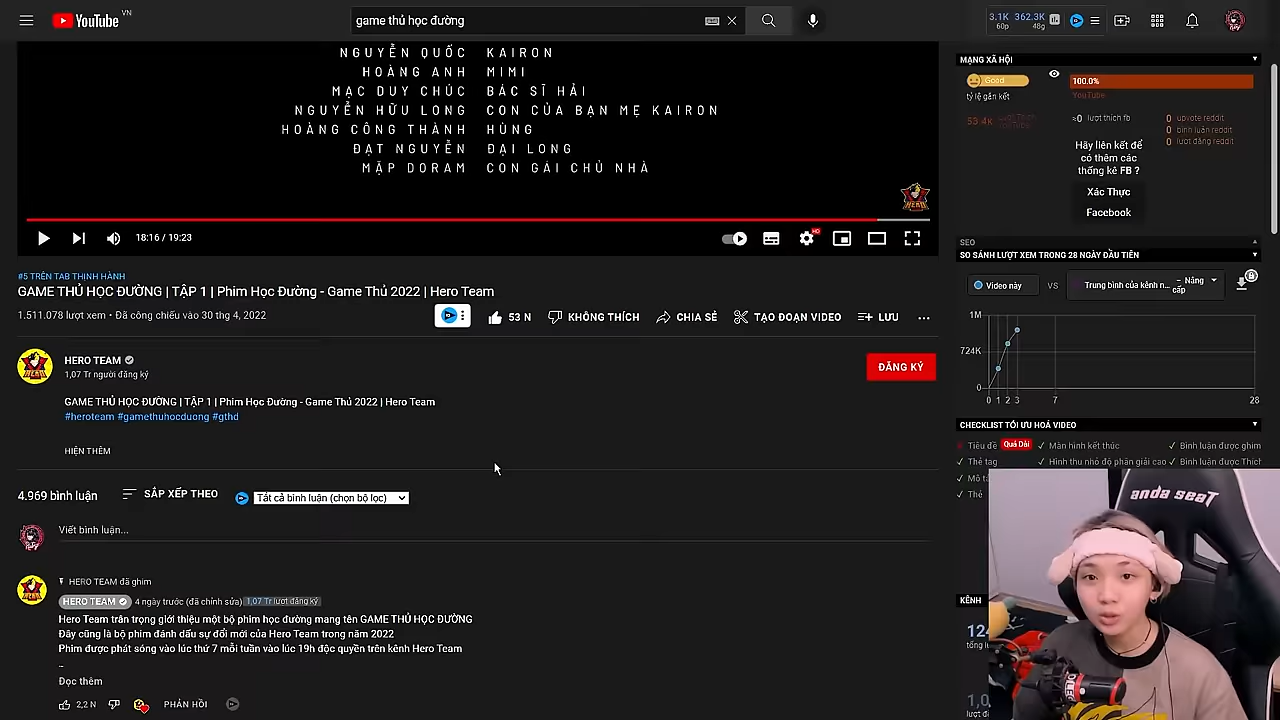 YouTube VN
game thủ học đường
3.1K 362.3K
60p 48g
NGUYỄN QUỐC KAIRON
HOÀNG ANH MIMI
MẠC DUY CHÚC BÁC SĨ HẢI
NGUYỄN HỮU LONG CON CỦA BẠN MẸ KAIRON
HOÀNG CÔNG THÀNH HÙNG
ĐẠT NGUYỄN ĐẠI LONG
MẬP DORAM CON GÁI CHỦ NHÀ
HERO
18:16 / 19:23
HD
#5 TRÊN TAB THỊNH HÀNH
GAME THỦ HỌC ĐƯỜNG | TẬP 1 | Phim Học Đường - Game Thủ 2022 | Hero Team
1.511.078 lượt xem • Đã công chiếu vào 30 thg 4, 2022
53 N KHÔNG THÍCH CHIA SẺ TẠO ĐOẠN VIDEO LƯU
HERO TEAM
1,07 Tr người đăng ký
ĐĂNG KÝ
GAME THỦ HỌC ĐƯỜNG | TẬP 1 | Phim Học Đường - Game Thủ 2022 | Hero Team
#heroteam #gamethuhocduong #gthd
HIỆN THÊM
4.969 bình luận SẮP XẾP THEO Tất cả bình luận (chọn bộ lọc)
Viết bình luận...
HERO TEAM đã ghim
HERO TEAM 4 ngày trước (đã chỉnh sửa) 1,07 Tr lượt đăng ký
Hero Team trân trọng giới thiệu một bộ phim học đường mang tên GAME THỦ HỌC ĐƯỜNG
Đây cũng là bộ phim đánh dấu sự đổi mới của Hero Team trong năm 2022
Phim được phát sóng vào lúc thứ 7 mỗi tuần vào lúc 19h độc quyền trên kênh Hero Team
_
Đọc thêm
2,2 N PHẢN HỒI
MẠNG XÃ HỘI
Good
tỷ lệ gắn kết
100.0%
YouTube
53.4K
≈0 lượt thích fb
Hãy liên kết để
có thêm các
thống kê FB ?
Xác Thực
Facebook
0 upvote reddit
0 bình luận reddit
0 lượt đăng reddit
SEO
SO SÁNH LƯỢT XEM TRONG 28 NGÀY ĐẦU TIÊN
Video này VS Trung bình của kênh n... – Nâng cấp
1M
724K
0
0 1 2 3 7 28
CHECKLIST TỐI ƯU HOÁ VIDEO
Tiêu đề Quá Dài Màn hình kết thúc Bình luận được ghim
Thẻ tag Hình thu nhỏ độ phân giải cao Bình luận được Thích
Mô tả
Thẻ
KÊNH
anda seaT